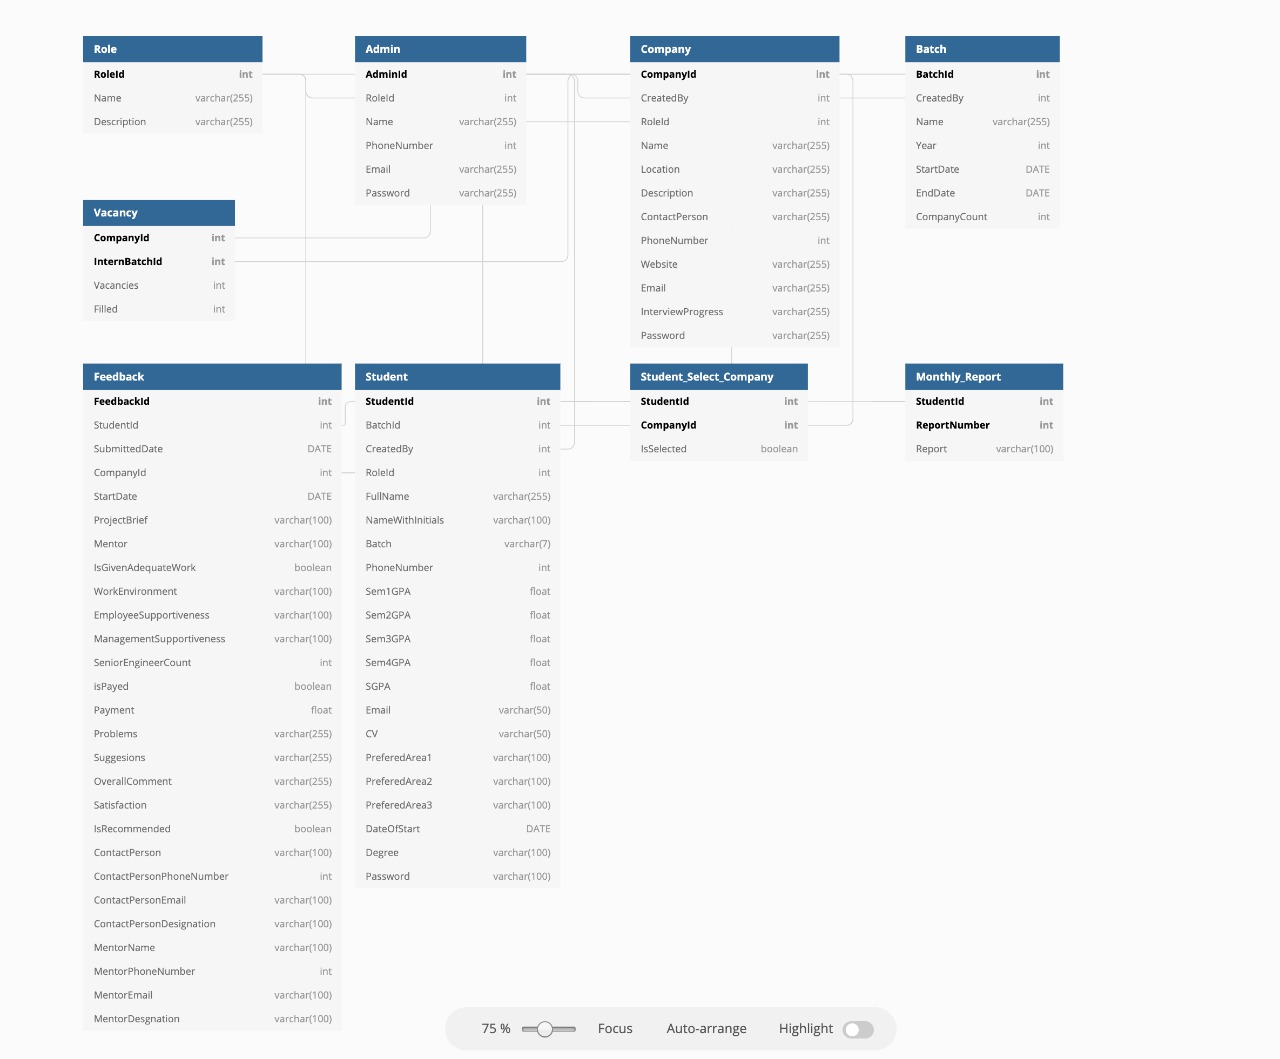 Role
RoleId int
Name varchar(255)
Description varchar(255)
Admin
AdminId int
RoleId int
Name varchar(255)
PhoneNumber int
Email varchar(255)
Password varchar(255)
Company
CompanyId int
CreatedBy int
RoleId int
Name varchar(255)
Location varchar(255)
Description varchar(255)
ContactPerson varchar(255)
PhoneNumber int
Website varchar(255)
Email varchar(255)
InterviewProgress varchar(255)
Password varchar(255)
Batch
BatchId int
CreatedBy int
Name varchar(255)
Year int
StartDate DATE
EndDate DATE
CompanyCount int
Vacancy
CompanyId int
InternBatchId int
Vacancies int
Filled int
Feedback
FeedbackId int
StudentId int
SubmittedDate DATE
CompanyId int
StartDate DATE
ProjectBrief varchar(100)
Mentor varchar(100)
IsGivenAdequateWork boolean
WorkEnvironment varchar(100)
EmployeeSupportiveness varchar(100)
ManagementSupportiveness varchar(100)
SeniorEngineerCount int
isPayed boolean
Payment float
Problems varchar(255)
Suggesions varchar(255)
OverallComment varchar(255)
Satisfaction varchar(255)
IsRecommended boolean
ContactPerson varchar(100)
ContactPersonPhoneNumber int
ContactPersonEmail varchar(100)
ContactPersonDesignation varchar(100)
MentorName varchar(100)
MentorPhoneNumber int
MentorEmail varchar(100)
MentorDesgnation varchar(100)
Student
StudentId int
BatchId int
CreatedBy int
RoleId int
FullName varchar(255)
NameWithInitials varchar(100)
Batch varchar(7)
PhoneNumber int
Sem1GPA float
Sem2GPA float
Sem3GPA float
Sem4GPA float
SGPA float
Email varchar(50)
CV varchar(50)
PreferedArea1 varchar(100)
PreferedArea2 varchar(100)
PreferedArea3 varchar(100)
DateOfStart DATE
Degree varchar(100)
Password varchar(100)
Student_Select_Company
StudentId int
CompanyId int
IsSelected boolean
Monthly_Report
StudentId int
ReportNumber int
Report varchar(100)
75 % Focus Auto-arrange Highlight